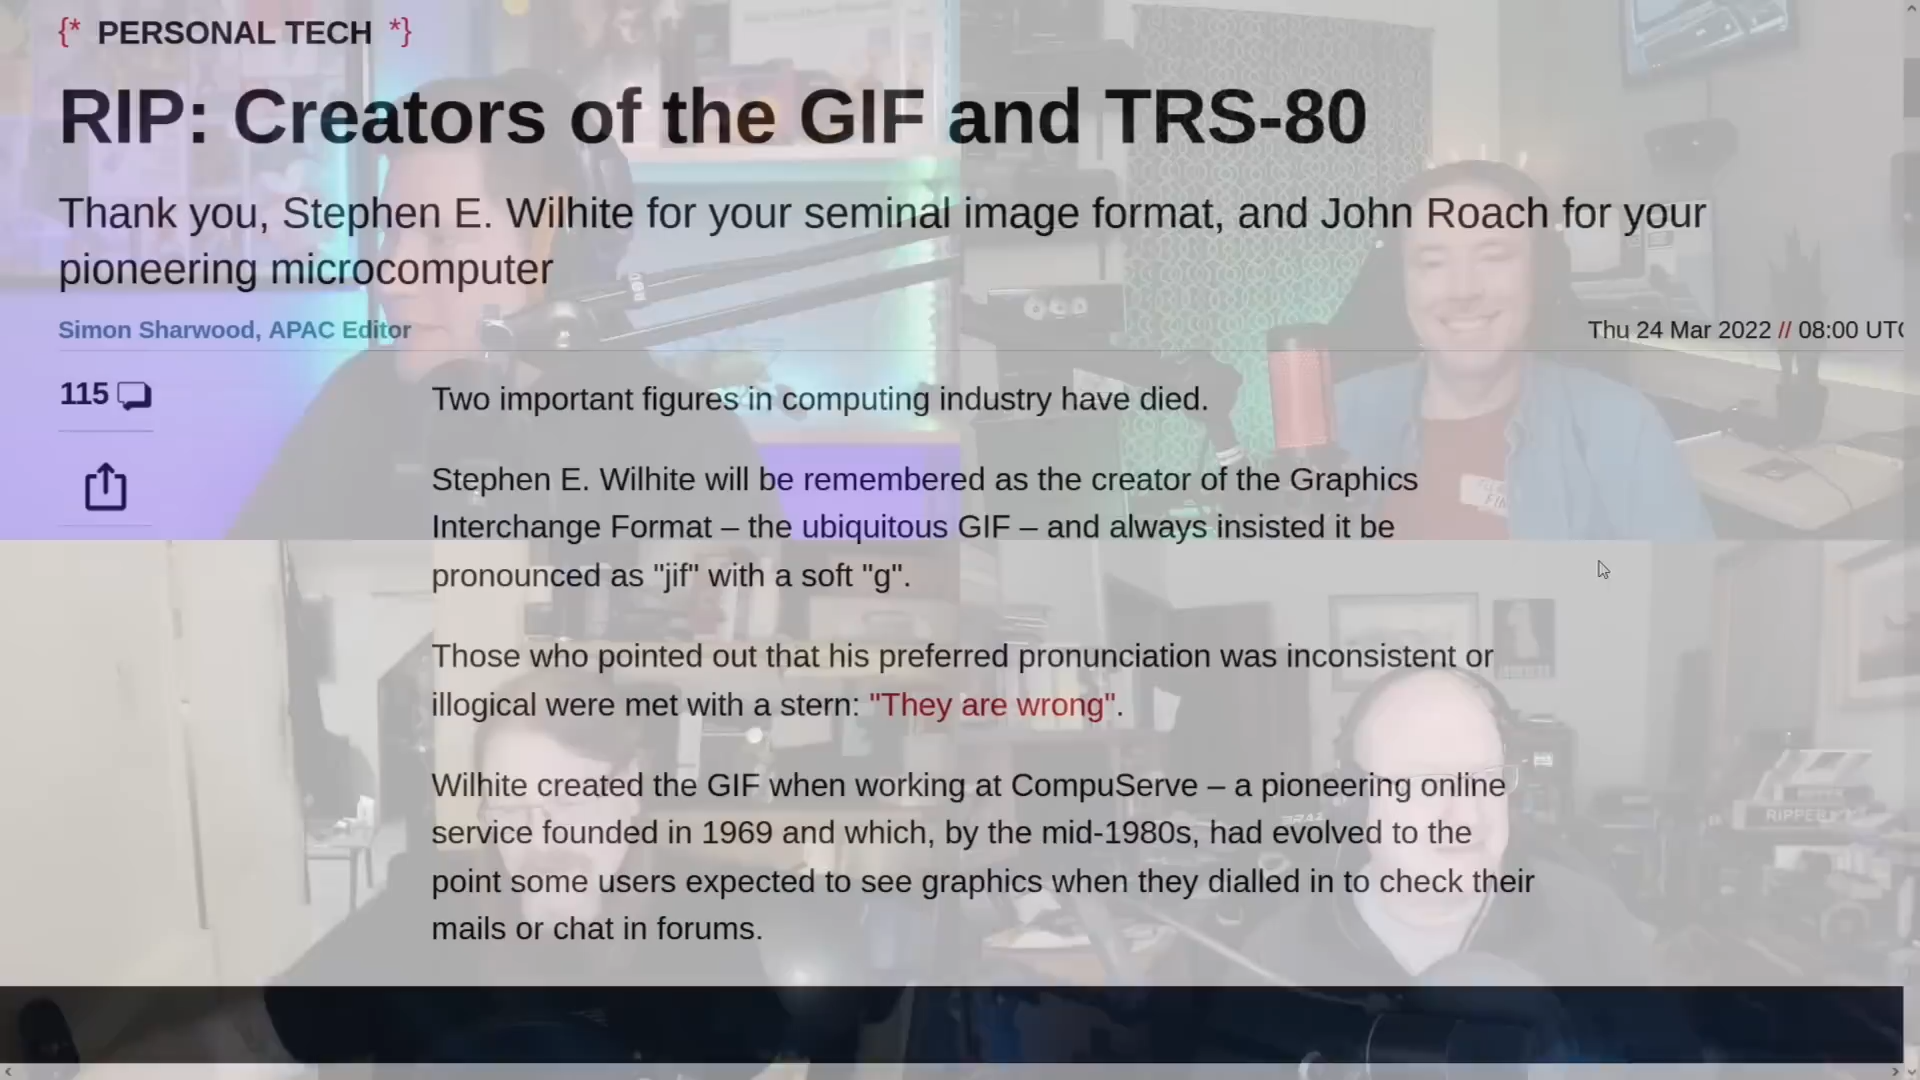 {* PERSONAL TECH *}
RIP: Creators of the GIF and TRS-80
Thank you, Stephen E. Wilhite for your seminal image format, and John Roach for your
pioneering microcomputer
Simon Sharwood, APAC Editor
Thu 24 Mar 2022 // 08:00 UTC
115
Two important figures in computing industry have died.
Stephen E. Wilhite will be remembered as the creator of the Graphics
Interchange Format – the ubiquitous GIF – and always insisted it be
pronounced as "jif" with a soft "g".
Those who pointed out that his preferred pronunciation was inconsistent or
illogical were met with a stern: "They are wrong".
Wilhite created the GIF when working at CompuServe – a pioneering online
service founded in 1969 and which, by the mid-1980s, had evolved to the
point some users expected to see graphics when they dialled in to check their
mails or chat in forums.
RIPPER